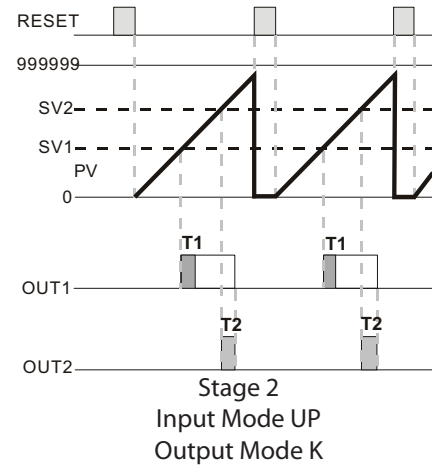 RESET
999999
SV2
SV1
PV
0
T1 T1
OUT1
T2 T2
OUT2
Stage 2
Input Mode UP
Output Mode K